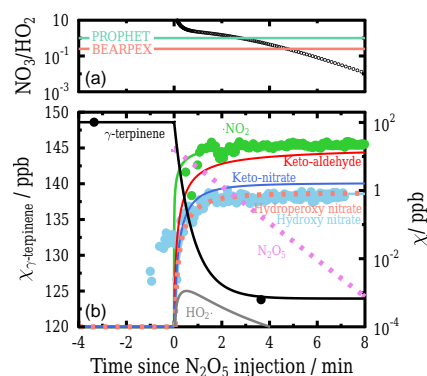 NO3/HO2
10
10^1
10^-1
10^-3
PROPHET
BEARPEX
(a)
χγ-terpinene / ppb
150
145
140
135
130
125
120
γ-terpinene
·NO2
Keto-aldehyde
Keto-nitrate
Hydroperoxy nitrate
Hydroxy nitrate
N2O5
HO2·
(b)
10^2
1
10^-2
10^-4
χ/ ppb
-4 -2 0 2 4 6 8
Time since N2O5 injection / min